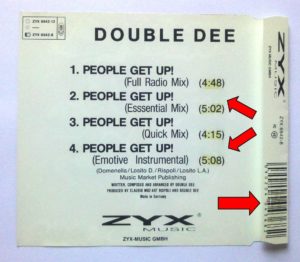 DOUBLE DEE
1. PEOPLE GET UP!
(Full Radio Mix) (4:48)
2. PEOPLE GET UP!
(Esssential Mix) (5:02)
3. PEOPLE GET UP!
(Quick Mix) (4:15)
4. PEOPLE GET UP!
(Emotive Instrumental) (5:08)
(Domenella/Losito D./Rispoli/Losito L.A.)
Music Market Publishing
WRITTEN, COMPOSED AND ARRANGED BY DOUBLE DEE
Made in Germany
ZYX®
MUSIC
ZYX-MUSIC GMBH